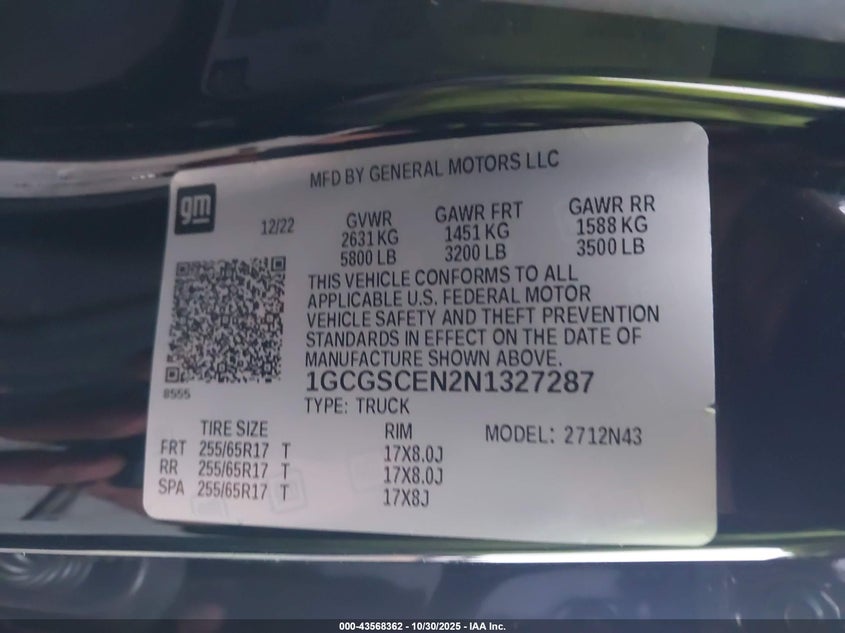 MFD BY GENERAL MOTORS LLC
gm
12/22
GVWR GAWR FRT GAWR RR
2631 KG 1451 KG 1588 KG
5800 LB 3200 LB 3500 LB
THIS VEHICLE CONFORMS TO ALL
APPLICABLE U.S. FEDERAL MOTOR
VEHICLE SAFETY AND THEFT PREVENTION
STANDARDS IN EFFECT ON THE DATE OF
MANUFACTURE SHOWN ABOVE.
8555
1GCGSCEN2N1327287
TYPE: TRUCK
TIRE SIZE RIM MODEL: 2712N43
FRT 255/65R17 T 17X8.0J
RR 255/65R17 T 17X8.0J
SPA 255/65R17 T 17X8J
000-43568362 - 10/30/2025 - IAA Inc.